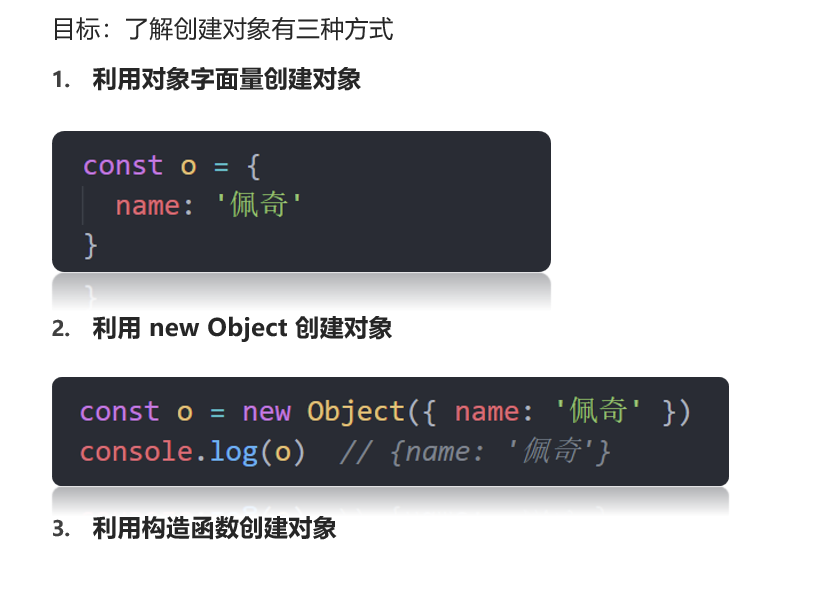 目标：了解创建对象有三种方式
1. 利用对象字面量创建对象
const o = {
  name: '佩奇'
}
2. 利用 new Object 创建对象
const o = new Object({ name: '佩奇' })
console.log(o)  // {name: '佩奇'}
3. 利用构造函数创建对象